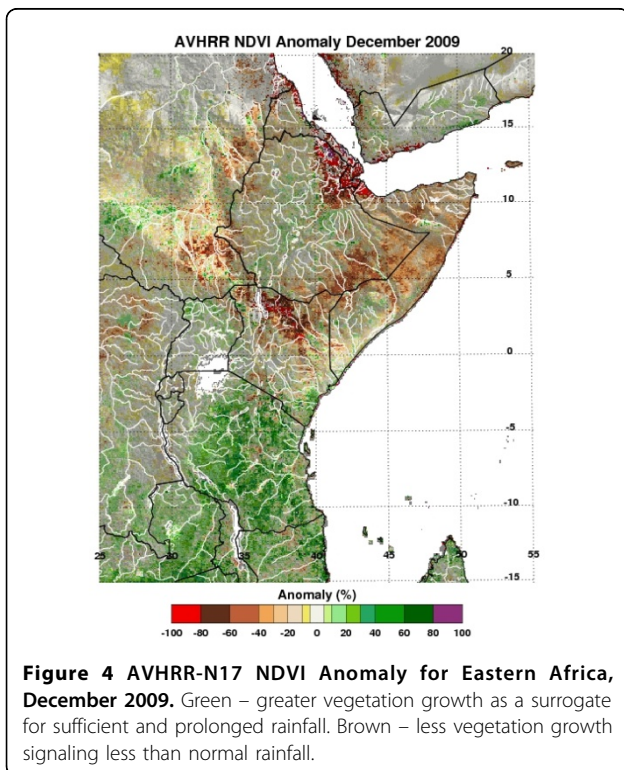 AVHRR NDVI Anomaly December 2009
20
15
10
5
0
-5
-10
-15
25 30 35 40 45 50 55
Anomaly (%)
-100 -80 -60 -40 -20 0 20 40 60 80 100
Figure 4 AVHRR-N17 NDVI Anomaly for Eastern Africa,
December 2009. Green – greater vegetation growth as a surrogate
for sufficient and prolonged rainfall. Brown – less vegetation growth
signaling less than normal rainfall.